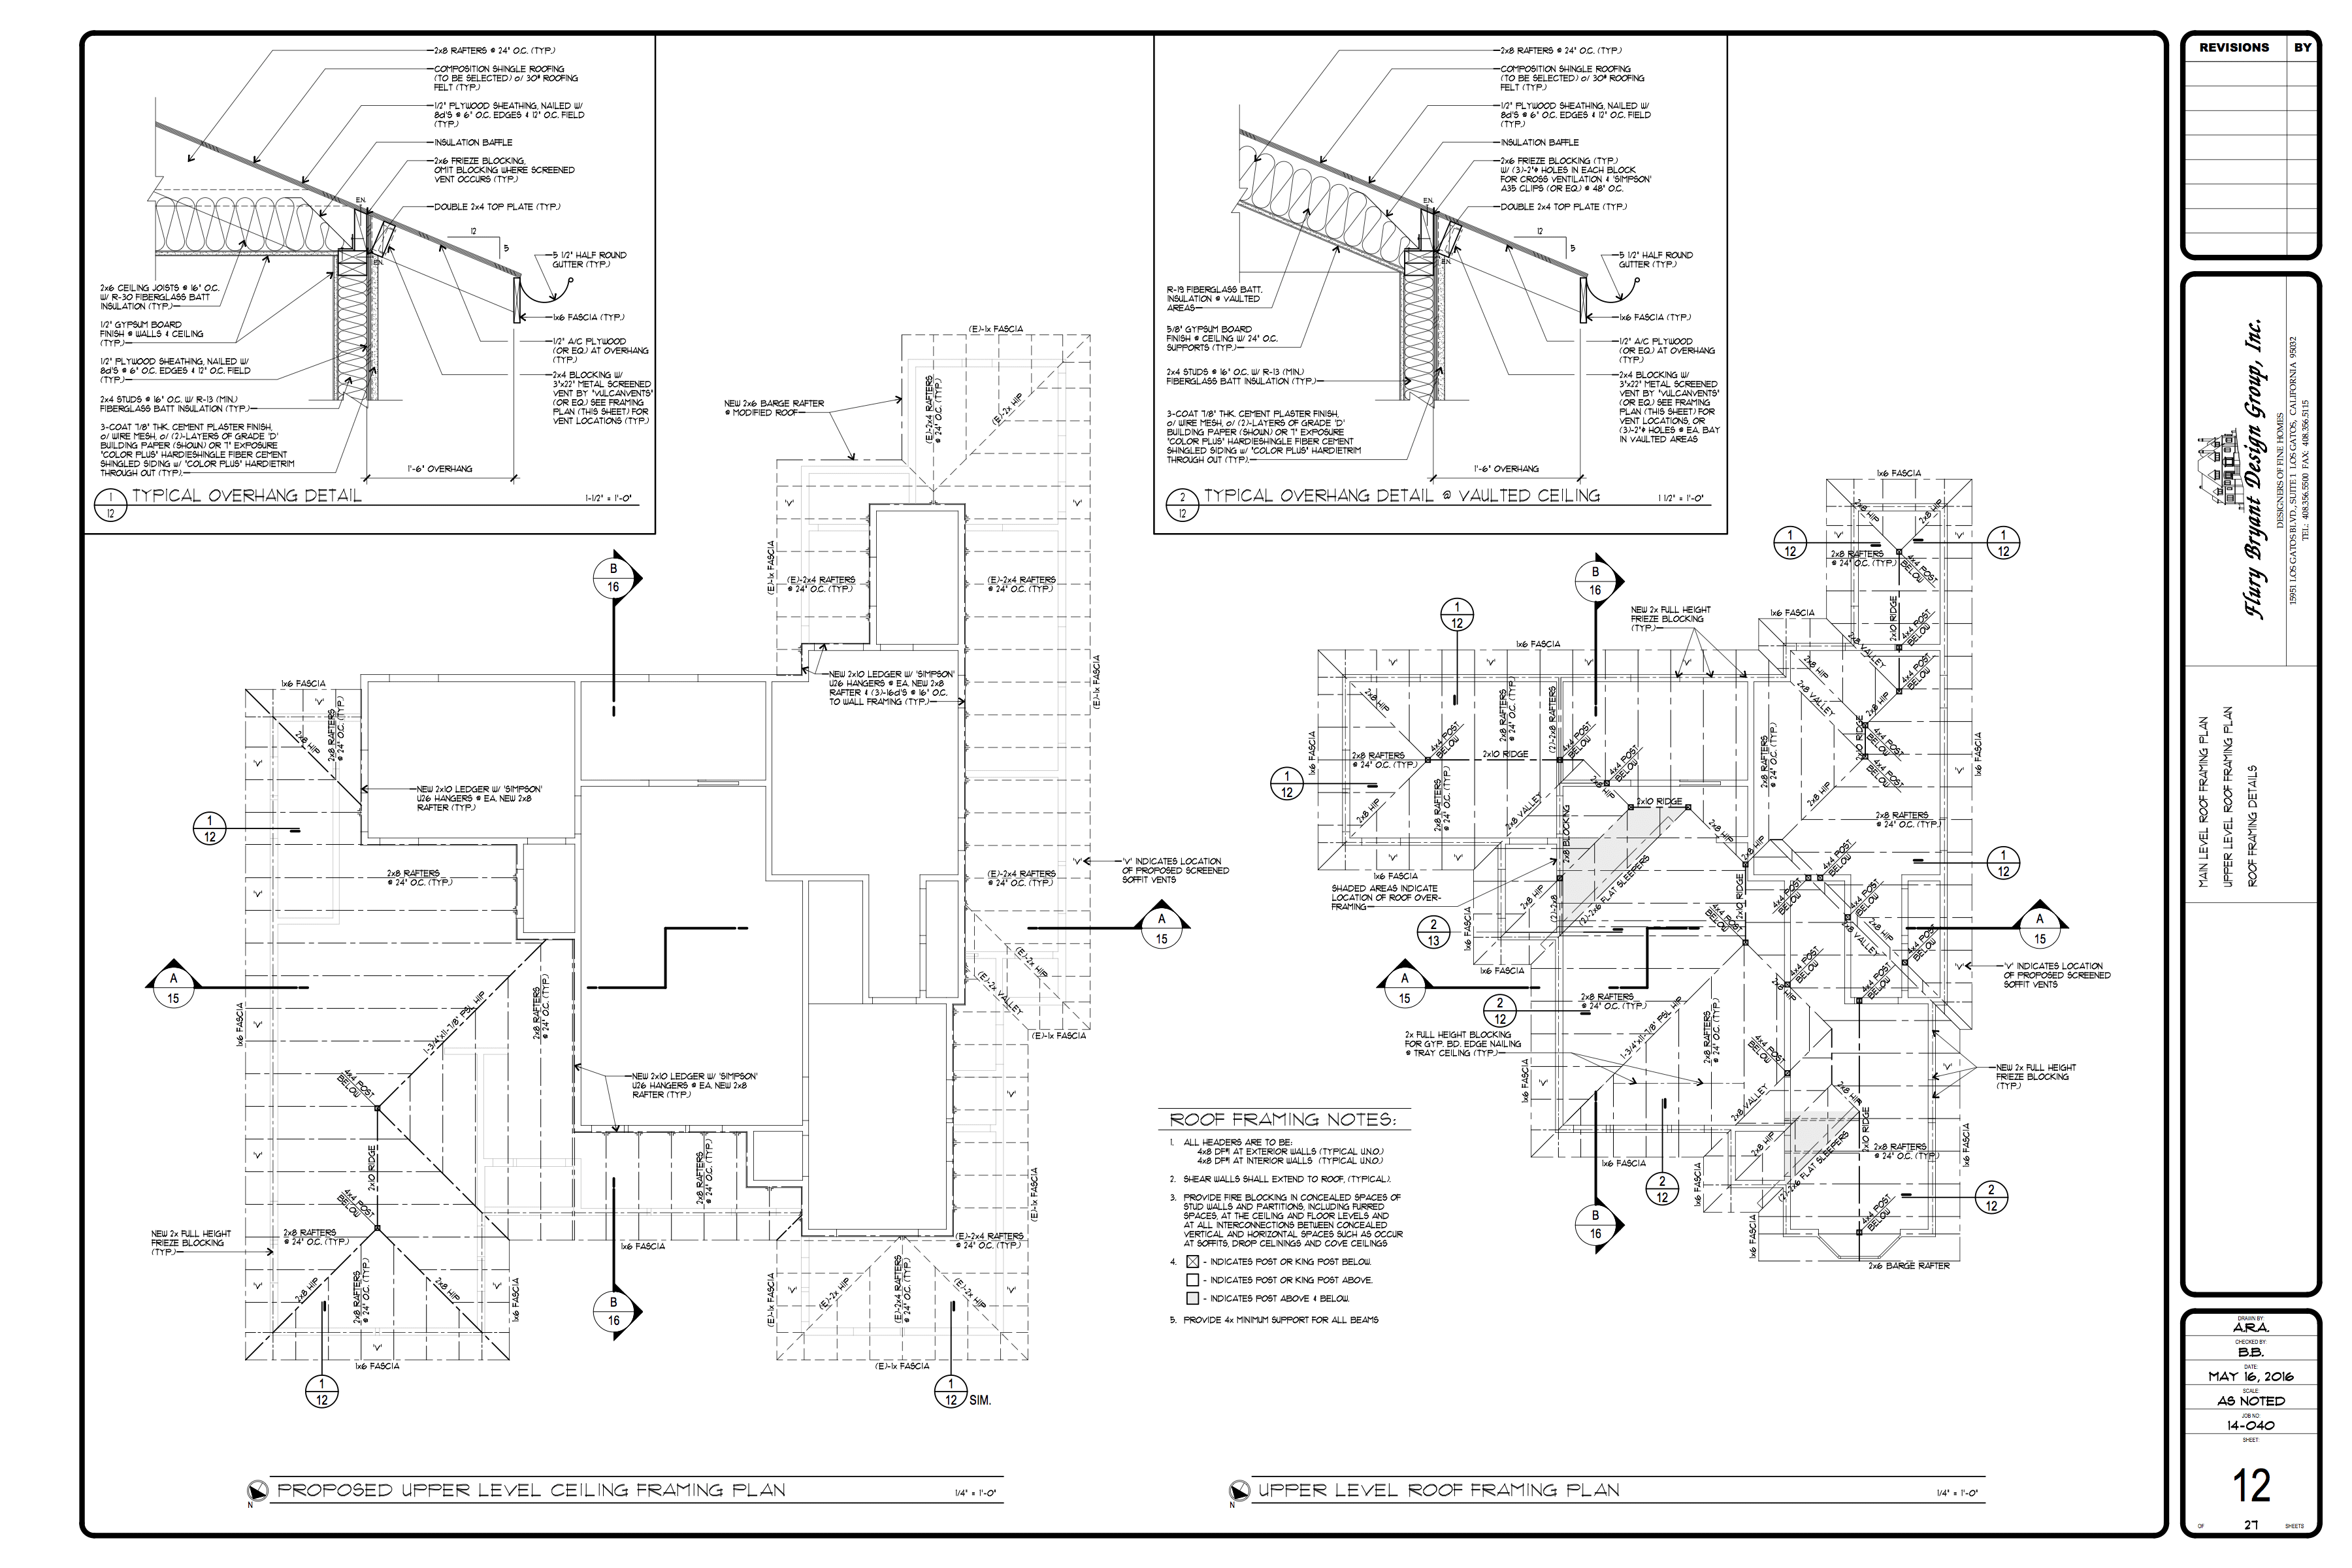 2x8 RAFTERS @ 24" O.C. (TYP.)
COMPOSITION SHINGLE ROOFING
(TO BE SELECTED) o/ 30# ROOFING
FELT (TYP.)
1/2" PLYWOOD SHEATHING, NAILED W/
8d'S @ 6" O.C. EDGES & 12" O.C. FIELD
(TYP.)
INSULATION BAFFLE
2x6 FRIEZE BLOCKING,
OMIT BLOCKING WHERE SCREENED
VENT OCCURS (TYP.)
DOUBLE 2x4 TOP PLATE (TYP.)
E.N.
E.N.
12
5
5 1/2" HALF ROUND
GUTTER (TYP.)
1x6 FASCIA (TYP.)
1/2" A/C PLYWOOD
(OR EQ.) AT OVERHANG
(TYP.)
2x4 BLOCKING W/
3"x22" METAL SCREENED
VENT BY "VULCANVENTS"
(OR EQ.) SEE FRAMING
PLAN (THIS SHEET) FOR
VENT LOCATIONS (TYP.)
2x6 CEILING JOISTS @ 16" O.C.
W/ R-30 FIBERGLASS BATT
INSULATION (TYP.)
1/2" GYPSUM BOARD
FINISH @ WALLS & CEILING
(TYP.)
1/2" PLYWOOD SHEATHING, NAILED W/
8d'S @ 6" O.C. EDGES & 12" O.C. FIELD
(TYP.)
2x4 STUDS @ 16" O.C. W/ R-13 (MIN.)
FIBERGLASS BATT INSULATION (TYP.)
3-COAT 7/8" THK. CEMENT PLASTER FINISH,
o/ WIRE MESH, o/ (2)-LAYERS OF GRADE 'D'
BUILDING PAPER (SHOWN) OR 7" EXPOSURE
"COLOR PLUS" HARDIESHINGLE FIBER CEMENT
SHINGLED SIDING w/ "COLOR PLUS" HARDIETRIM
THROUGH OUT (TYP.)
1'-6" OVERHANG
1
12
TYPICAL OVERHANG DETAIL
1-1/2" = 1'-0"
2x8 RAFTERS @ 24" O.C. (TYP.)
COMPOSITION SHINGLE ROOFING
(TO BE SELECTED) o/ 30# ROOFING
FELT (TYP.)
1/2" PLYWOOD SHEATHING, NAILED W/
8d'S @ 6" O.C. EDGES & 12" O.C. FIELD
(TYP.)
INSULATION BAFFLE
2x6 FRIEZE BLOCKING (TYP.)
W/ (3)-2"ø HOLES IN EACH BLOCK
FOR CROSS VENTILATION & 'SIMPSON'
A35 CLIPS (OR EQ.) @ 48" O.C.
DOUBLE 2x4 TOP PLATE (TYP.)
E.N.
E.N.
12
5
5 1/2" HALF ROUND
GUTTER (TYP.)
1x6 FASCIA (TYP.)
1/2" A/C PLYWOOD
(OR EQ.) AT OVERHANG
(TYP.)
2x4 BLOCKING W/
3"x22" METAL SCREENED
VENT BY "VULCANVENTS"
(OR EQ.) SEE FRAMING
PLAN (THIS SHEET) FOR
VENT LOCATIONS, OR
(3)-2"ø HOLES @ EA. BAY
IN VAULTED AREAS
R-19 FIBERGLASS BATT.
INSULATION @ VAULTED
AREAS
5/8" GYPSUM BOARD
FINISH @ CEILING W/ 24" O.C.
SUPPORTS (TYP.)
2x4 STUDS @ 16" O.C. W/ R-13 (MIN.)
FIBERGLASS BATT INSULATION (TYP.)
3-COAT 7/8" THK. CEMENT PLASTER FINISH,
o/ WIRE MESH, o/ (2)-LAYERS OF GRADE 'D'
BUILDING PAPER (SHOWN) OR 7" EXPOSURE
"COLOR PLUS" HARDIESHINGLE FIBER CEMENT
SHINGLED SIDING w/ "COLOR PLUS" HARDIETRIM
THROUGH OUT (TYP.)
1'-6" OVERHANG
2
12
TYPICAL OVERHANG DETAIL @ VAULTED CEILING
1 1/2" = 1'-0"
(E)-1x FASCIA
NEW 2x6 BARGE RAFTER
@ MODIFIED ROOF
(E)-2x4 RAFTERS
@ 24" O.C. (TYP.)
(E)-2x HIP
'V'
'V'
(E)-1x FASCIA
(E)-2x4 RAFTERS
@ 24" O.C. (TYP.)
(E)-2x4 RAFTERS
@ 24" O.C. (TYP.)
B
16
NEW 2x10 LEDGER W/ 'SIMPSON'
U26 HANGERS @ EA. NEW 2x8
RAFTER & (3)-16d'S @ 16" O.C.
TO WALL FRAMING (TYP.)
(E)-1x FASCIA
1x6 FASCIA
'V'
2x8 RAFTERS
@ 24" O.C. (TYP.)
2x8 HIP
'V'
NEW 2x10 LEDGER W/ 'SIMPSON'
U26 HANGERS @ EA. NEW 2x8
RAFTER (TYP.)
1
12
2x8 RAFTERS
@ 24" O.C. (TYP.)
'V'
'V'
'V' INDICATES LOCATION
OF PROPOSED SCREENED
SOFFIT VENTS
(E)-2x4 RAFTERS
@ 24" O.C. (TYP.)
A
15
A
15
(E)-2x HIP
(E)-2x VALLEY
(E)-1x FASCIA
1x6 FASCIA
'V'
1-3/4"x11-7/8" PSL HIP
2x8 RAFTERS
@ 24" O.C. (TYP.)
4x4 POST
BELOW
NEW 2x10 LEDGER W/ 'SIMPSON'
U26 HANGERS @ EA. NEW 2x8
RAFTER (TYP.)
'V'
2x10 RIDGE
4x4 POST
BELOW
2x8 RAFTERS
@ 24" O.C. (TYP.)
(E)-1x FASCIA
NEW 2x FULL HEIGHT
FRIEZE BLOCKING
(TYP.)
2x8 RAFTERS
@ 24" O.C. (TYP.)
1x6 FASCIA
(E)-2x4 RAFTERS
@ 24" O.C. (TYP.)
'V'
2x8 HIP
2x8 RAFTERS
@ 24" O.C. (TYP.)
2x8 HIP
'V'
1x6 FASCIA
'V'
1x6 FASCIA
B
16
(E)-1x FASCIA
'V'
(E)-2x HIP
(E)-2x4 RAFTERS
@ 24" O.C. (TYP.)
(E)-2x HIP
'V'
(E)-1x FASCIA
1
12
1
12
SIM.
N
PROPOSED UPPER LEVEL CEILING FRAMING PLAN
1/4" = 1'-0"
1x6 FASCIA
2x8 HIP
2x8 HIP
1
12
1
12
'V'
'V'
2x8 RAFTERS
@ 24" O.C. (TYP.)
4x4 POST
BELOW
B
16
1
12
NEW 2x FULL HEIGHT
FRIEZE BLOCKING
(TYP.)
1x6 FASCIA
2x10 RIDGE
4x4 POST
BELOW
1x6 FASCIA
'V'
'V'
'V'
'V'
2x8 VALLEY
2x8 HIP
4x4 POST
BELOW
2x8 VALLEY
2x8 HIP
2x8 HIP
2x8 RAFTERS
@ 24" O.C. (TYP.)
(2)-2x8 RAFTERS
4x4 POST
BELOW
4x4 POST
BELOW
2x10 RIDGE
4x4 POST
BELOW
1x6 FASCIA
1x6 FASCIA
2x8 RAFTERS
@ 24" O.C. (TYP.)
2x10 RIDGE
4x4 POST
BELOW
2x8 RAFTERS
@ 24" O.C. (TYP.)
4x4 POST
BELOW
'V'
1
12
2x8 HIP
2x8 HIP
2x8 RAFTERS
@ 24" O.C. (TYP.)
2x8 VALLEY
2x10 RIDGE
2x8 HIP
2x8 RAFTERS
@ 24" O.C. (TYP.)
2x8 BLOCKING
2x8 HIP
2x8 HIP
'V'
'V'
1x6 FASCIA
4x4 POST
BELOW
1
12
SHADED AREAS INDICATE
LOCATION OF ROOF OVER-
FRAMING
2x8 HIP
(2)-2x8
(2)-2x6 FLAT SLEEPERS
2x10 RIDGE
4x4 POST
BELOW
4x4 POST
BELOW
4x4 POST
BELOW
2
13
1x6 FASCIA
2x8 VALLEY
2x8 HIP
4x4 POST
BELOW
A
15
A
15
1x6 FASCIA
4x4 POST
BELOW
4x4 POST
BELOW
2x8 HIP
'V'
'V' INDICATES LOCATION
OF PROPOSED SCREENED
SOFFIT VENTS
2
12
2x8 RAFTERS
@ 24" O.C. (TYP.)
1-3/4"x11-7/8" PSL HIP
2x8 RAFTERS
@ 24" O.C. (TYP.)
2x FULL HEIGHT BLOCKING
FOR GYP. BD. EDGE NAILING
@ TRAY CEILING (TYP.)
4x4 POST
BELOW
1x6 FASCIA
'V'
'V'
NEW 2x FULL HEIGHT
FRIEZE BLOCKING
(TYP.)
2x8 VALLEY
2x8 HIP
2x10 RIDGE
2x8 HIP
(2)-2x6 FLAT SLEEPERS
2x8 RAFTERS
@ 24" O.C. (TYP.)
1x6 FASCIA
1x6 FASCIA
2
12
1x6 FASCIA
2
12
4x4 POST
BELOW
1x6 FASCIA
B
16
2x6 BARGE RAFTER
ROOF FRAMING NOTES:
1. ALL HEADERS ARE TO BE:
4x8 DF#1 AT EXTERIOR WALLS (TYPICAL U.N.O.)
4x8 DF#1 AT INTERIOR WALLS (TYPICAL U.N.O.)
2. SHEAR WALLS SHALL EXTEND TO ROOF, (TYPICAL).
3. PROVIDE FIRE BLOCKING IN CONCEALED SPACES OF
STUD WALLS AND PARTITIONS, INCLUDING FURRED
SPACES, AT THE CEILING AND FLOOR LEVELS AND
AT ALL INTERCONNECTIONS BETWEEN CONCEALED
VERTICAL AND HORIZONTAL SPACES SUCH AS OCCUR
AT SOFFITS, DROP CELININGS AND COVE CEILINGS
4. - INDICATES POST OR KING POST BELOW.
- INDICATES POST OR KING POST ABOVE.
- INDICATES POST ABOVE & BELOW.
5. PROVIDE 4x MINIMUM SUPPORT FOR ALL BEAMS
N
UPPER LEVEL ROOF FRAMING PLAN
1/4" = 1'-0"
REVISIONS BY
Flury Bryant Design Group, Inc.
DESIGNERS OF FINE HOMES
15951 LOS GATOS BLVD., SUITE 1 LOS GATOS, CALIFORNIA 95032
TEL.: 408.356.5500 FAX: 408.356.5115
MAIN LEVEL ROOF FRAMING PLAN
UPPER LEVEL ROOF FRAMING PLAN
ROOF FRAMING DETAILS
DRAWN BY:
A.R.A.
CHECKED BY:
B.B.
DATE:
MAY 16, 2016
SCALE:
AS NOTED
JOB NO:
14-040
SHEET:
12
OF 27 SHEETS